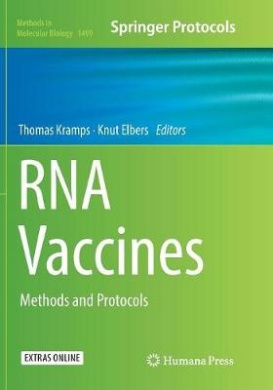 Methods in
Molecular Biology 1499
Springer Protocols
Thomas Kramps · Knut Elbers Editors
RNA
Vaccines
Methods and Protocols
EXTRAS ONLINE
Humana Press